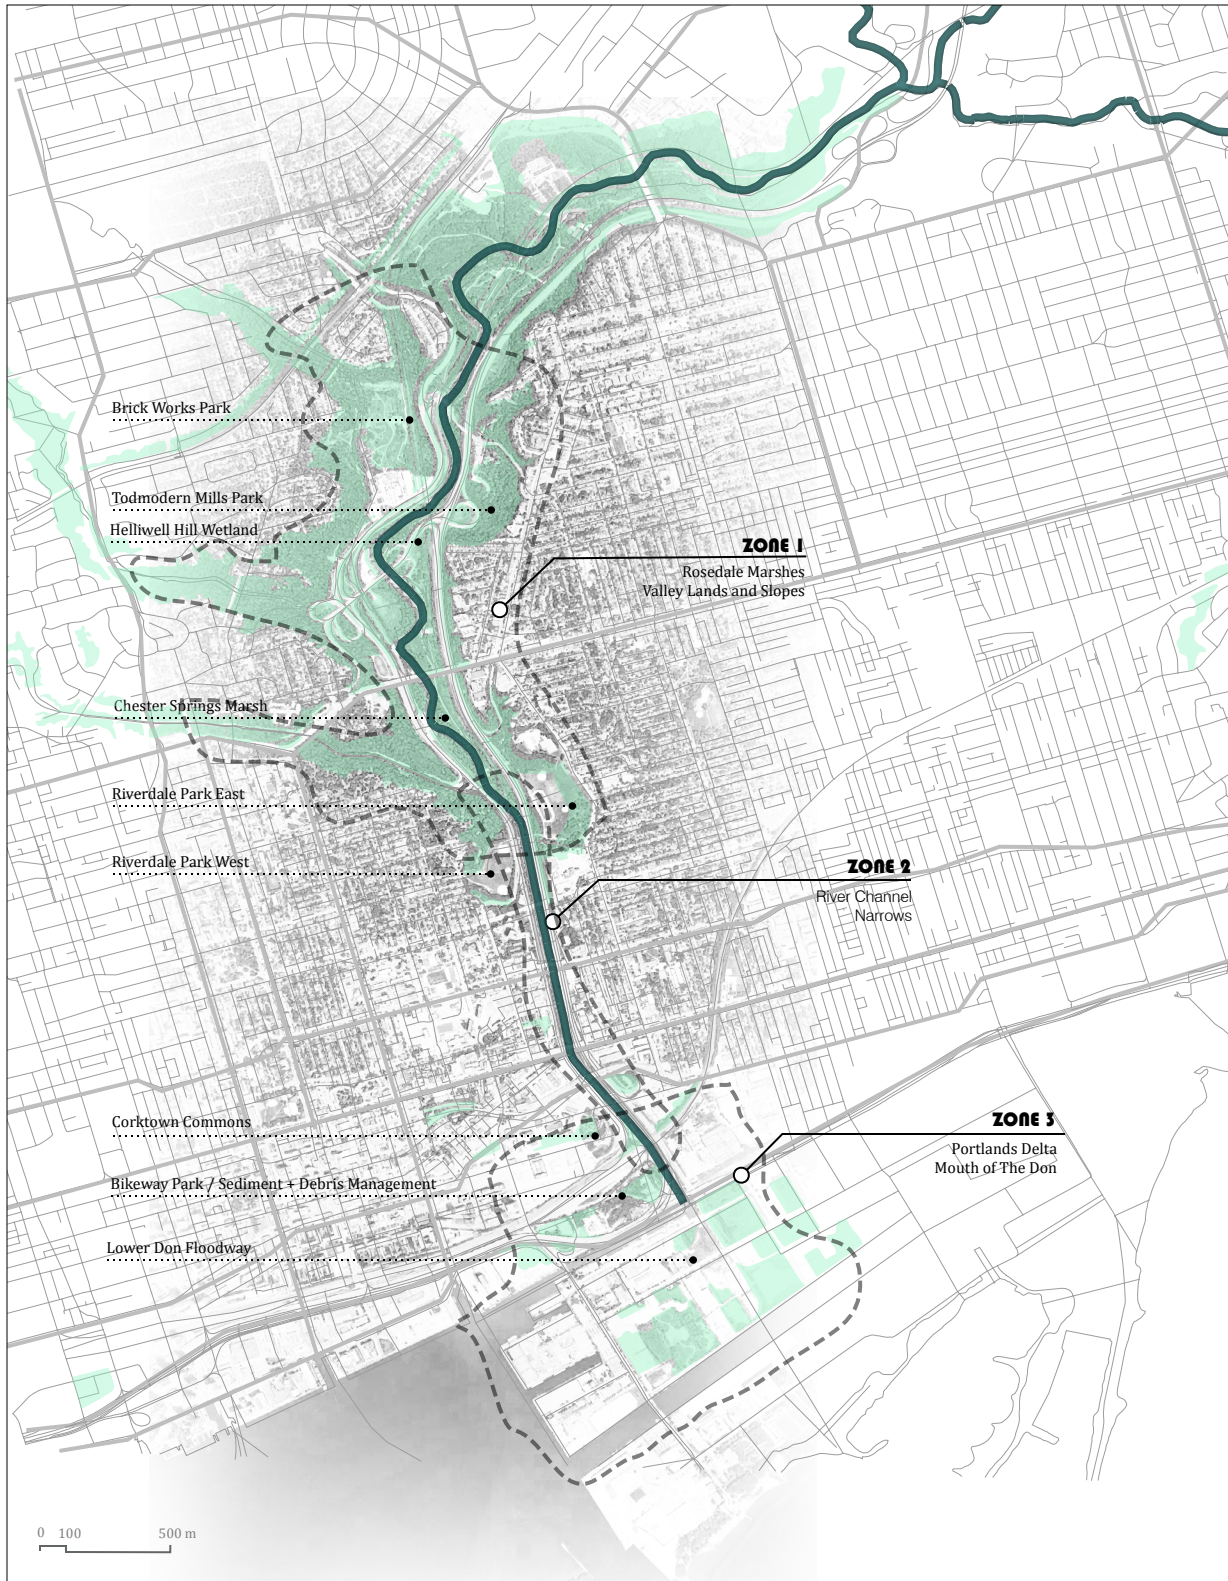 Brick Works Park
Todmodern Mills Park
Helliwell Hill Wetland
ZONE 1
Rosedale Marshes
Valley Lands and Slopes
Chester Springs Marsh
Riverdale Park East
Riverdale Park West
ZONE 2
River Channel
Narrows
Corktown Commons
ZONE 3
Portlands Delta
Mouth of The Don
Bikeway Park / Sediment + Debris Management
Lower Don Floodway
0 100 500 m